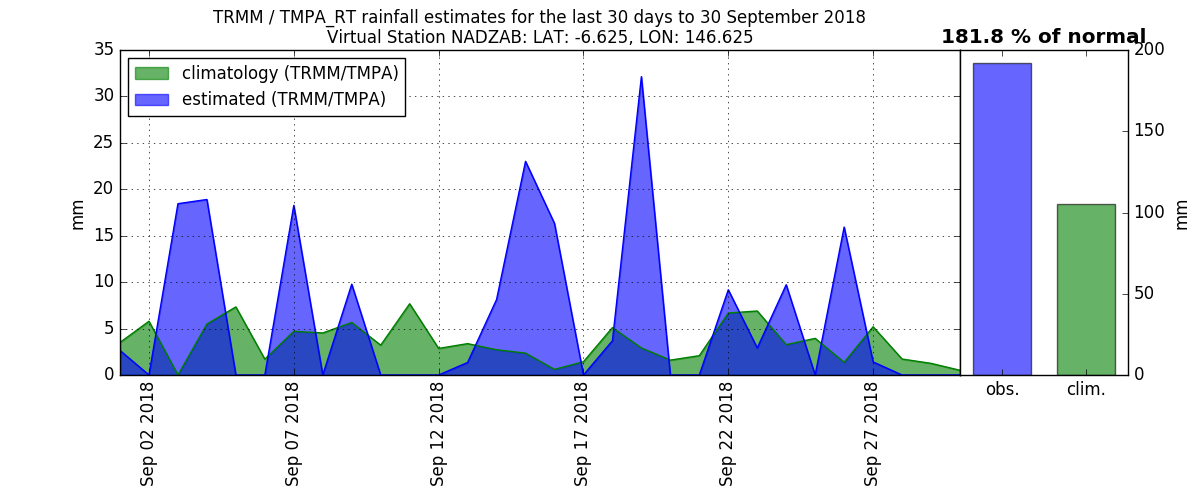 TRMM / TMPA_RT rainfall estimates for the last 30 days to 30 September 2018
Virtual Station NADZAB: LAT: -6.625, LON: 146.625
181.8 % of normal
climatology (TRMM/TMPA)
estimated (TRMM/TMPA)
35
30
25
20
15
10
5
0
mm
Sep 02 2018
Sep 07 2018
Sep 12 2018
Sep 17 2018
Sep 22 2018
Sep 27 2018
200
150
100
50
0
mm
obs.
clim.